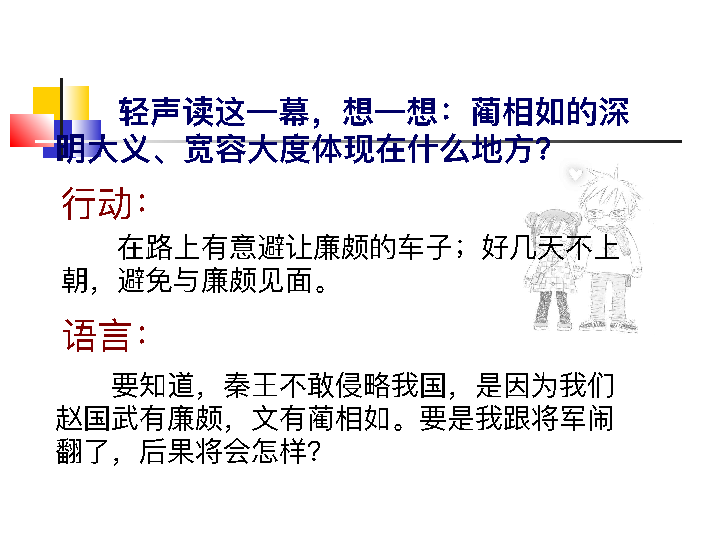 轻声读这一幕，想一想：蔺相如的深
明大义、宽容大度体现在什么地方？
行动：
在路上有意避让廉颇的车子；好几天不上
朝，避免与廉颇见面。
语言：
要知道，秦王不敢侵略我国，是因为我们
赵国武有廉颇，文有蔺相如。要是我跟将军闹
翻了，后果将会怎样？